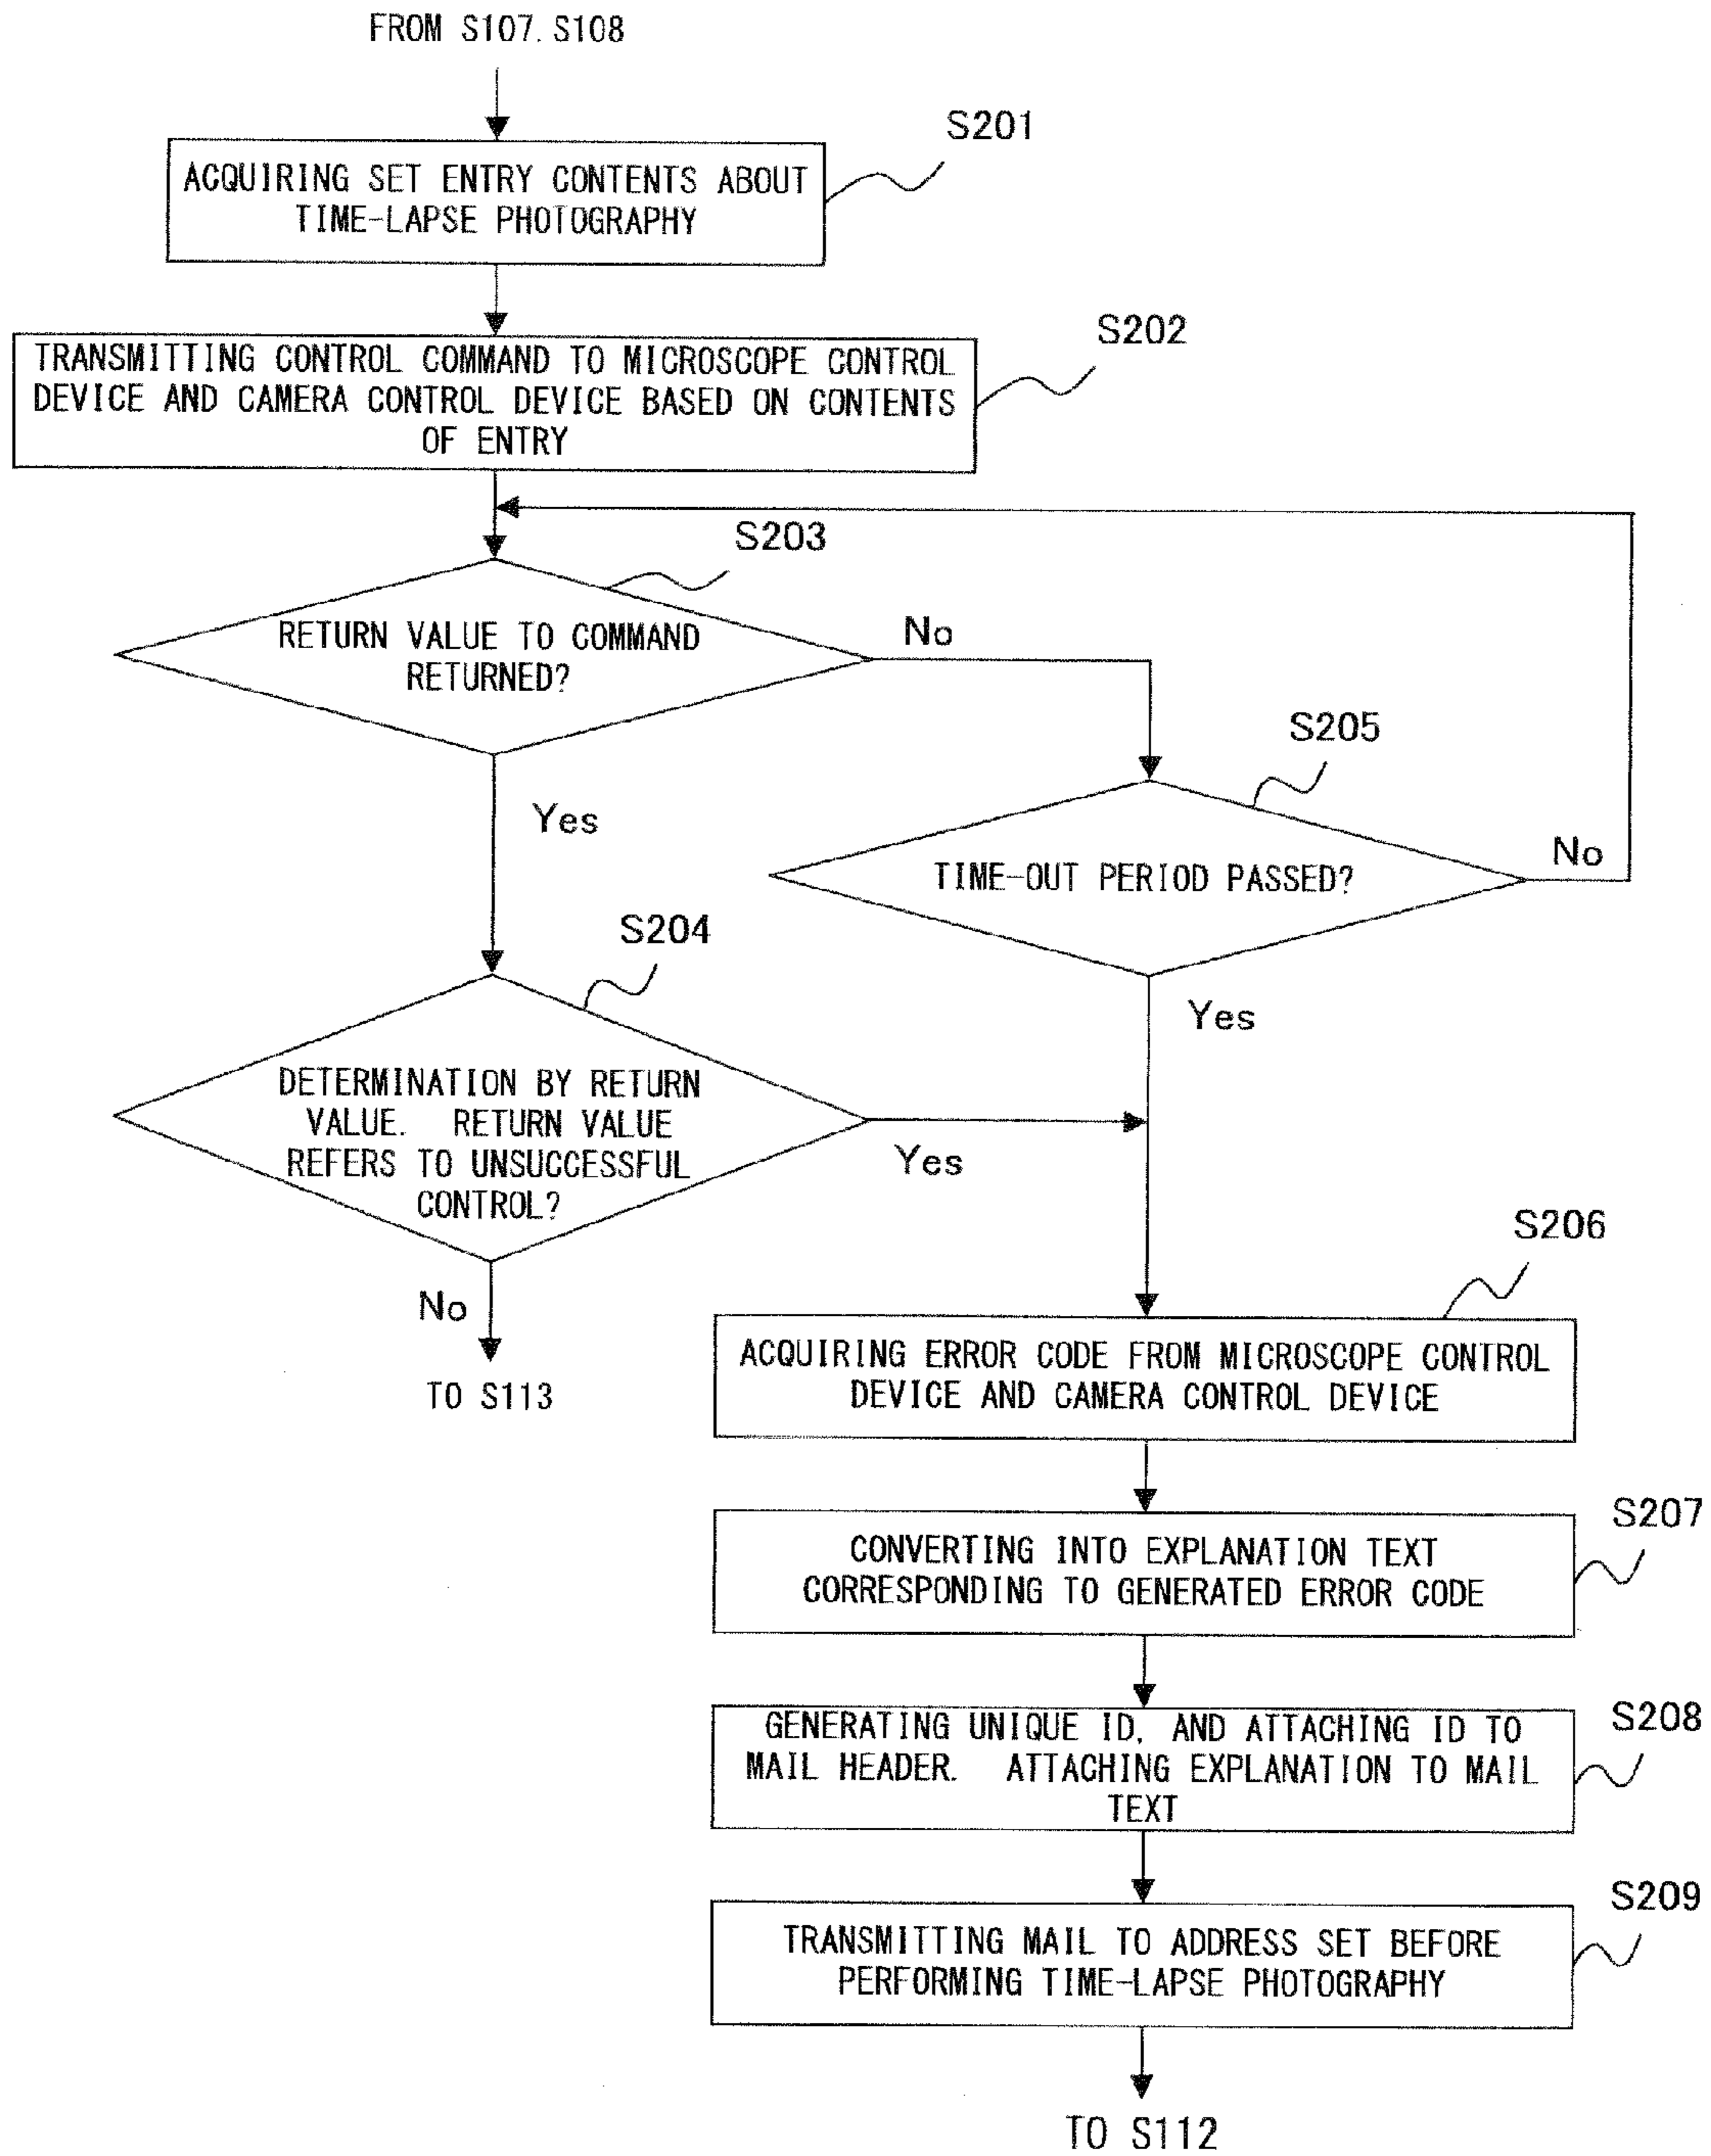 FROM S107. S108
S201
ACQUIRING SET ENTRY CONTENTS ABOUT
TIME-LAPSE PHOTOGRAPHY
S202
TRANSMITTING CONTROL COMMAND TO MICROSCOPE CONTROL
DEVICE AND CAMERA CONTROL DEVICE BASED ON CONTENTS
OF ENTRY
S203
RETURN VALUE TO COMMAND
RETURNED?
No
Yes
S205
TIME-OUT PERIOD PASSED?
No
Yes
S204
DETERMINATION BY RETURN
VALUE. RETURN VALUE
REFERS TO UNSUCCESSFUL
CONTROL?
Yes
No
TO S113
S206
ACQUIRING ERROR CODE FROM MICROSCOPE CONTROL
DEVICE AND CAMERA CONTROL DEVICE
S207
CONVERTING INTO EXPLANATION TEXT
CORRESPONDING TO GENERATED ERROR CODE
S208
GENERATING UNIQUE ID, AND ATTACHING ID TO
MAIL HEADER. ATTACHING EXPLANATION TO MAIL
TEXT
S209
TRANSMITTING MAIL TO ADDRESS SET BEFORE
PERFORMING TIME-LAPSE PHOTOGRAPHY
TO S112